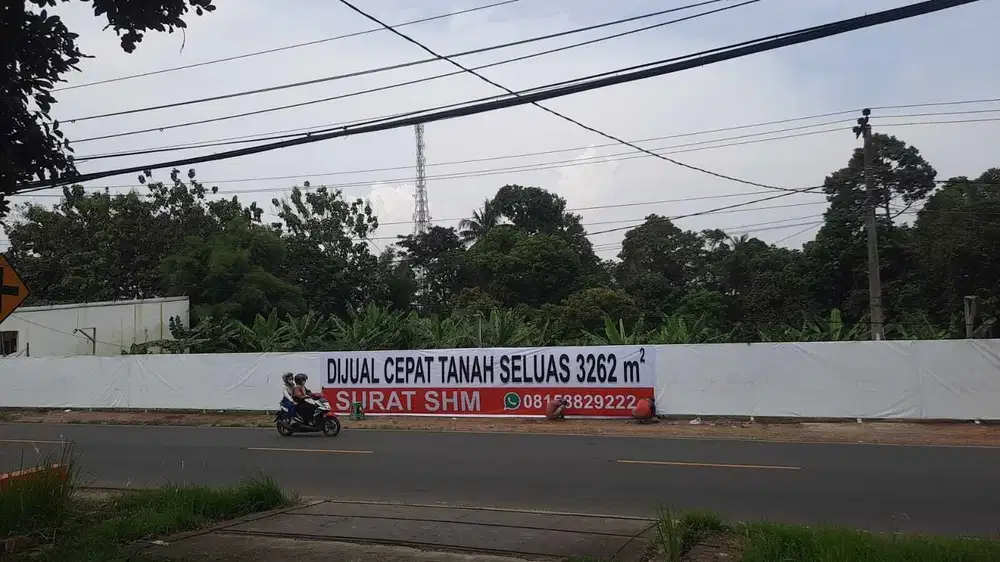 DIJUAL CEPAT TANAH SELUAS 3262 m²
SURAT SHM 08158829222